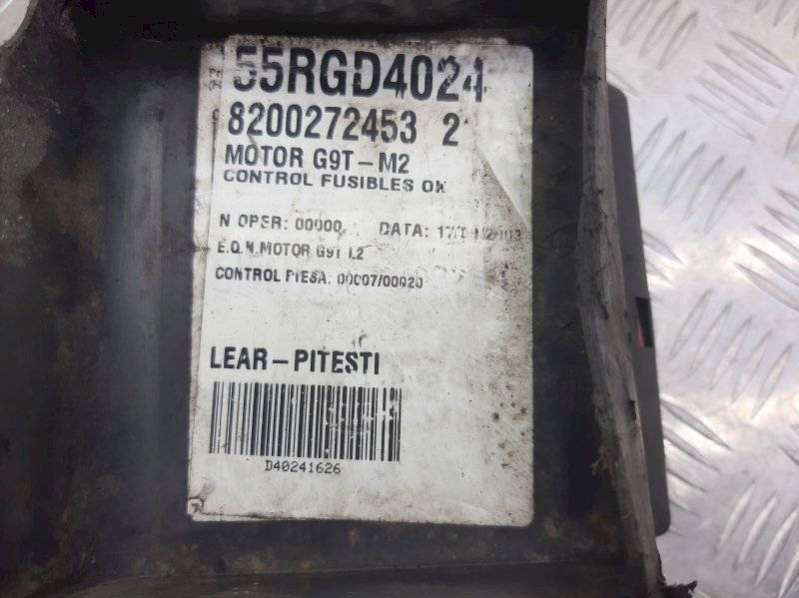 55RGD4024
8200272453 2
MOTOR G9T-M2
CONTROL FUSIBLES OK
N OPER: 00000 DATA:
E.Q.M.MOTOR G9T
CONTROL PIESA: 00007/00020
LEAR-PITESTI
D40241626